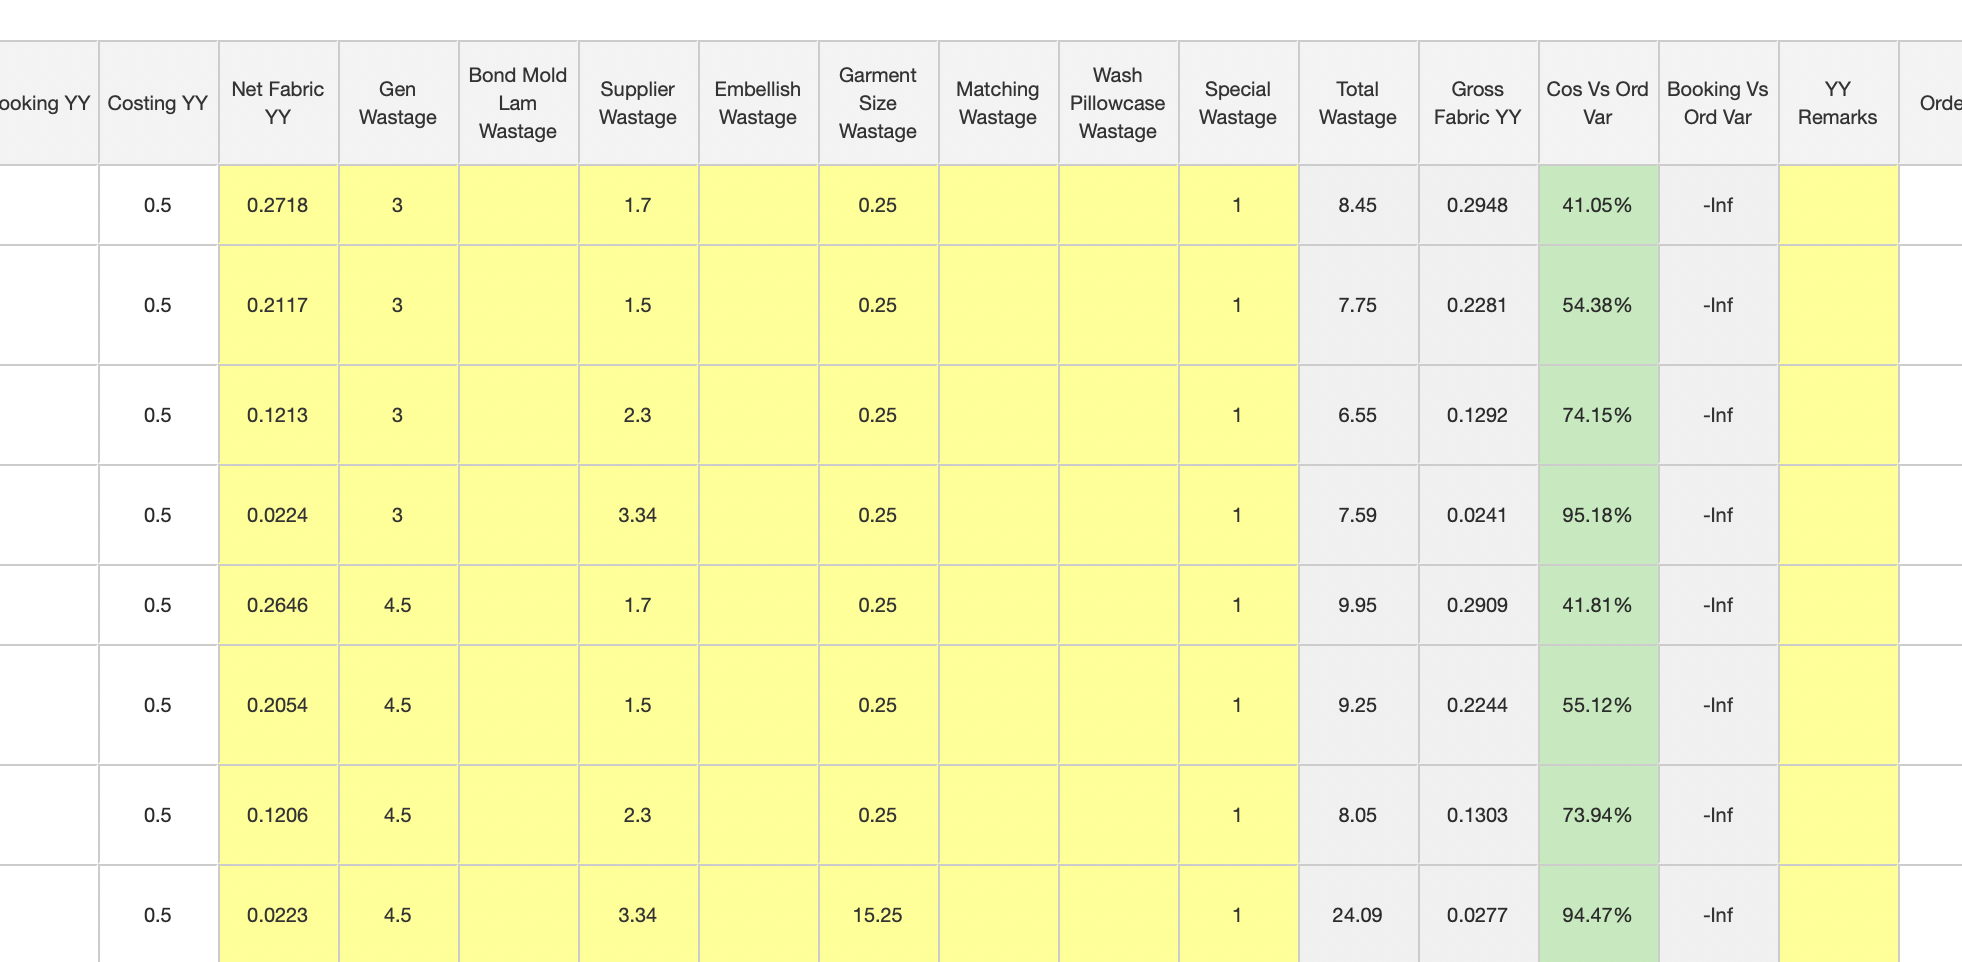 ooking YY Costing YY Net Fabric YY Gen Wastage Bond Mold Lam Wastage Supplier Wastage Embellish Wastage Garment Size Wastage Matching Wastage Wash Pillowcase Wastage Special Wastage Total Wastage Gross Fabric YY Cos Vs Ord Var Booking Vs Ord Var YY Remarks Orde
0.5 0.2718 3 1.7 0.25 1 8.45 0.2948 41.05% -Inf
0.5 0.2117 3 1.5 0.25 1 7.75 0.2281 54.38% -Inf
0.5 0.1213 3 2.3 0.25 1 6.55 0.1292 74.15% -Inf
0.5 0.0224 3 3.34 0.25 1 7.59 0.0241 95.18% -Inf
0.5 0.2646 4.5 1.7 0.25 1 9.95 0.2909 41.81% -Inf
0.5 0.2054 4.5 1.5 0.25 1 9.25 0.2244 55.12% -Inf
0.5 0.1206 4.5 2.3 0.25 1 8.05 0.1303 73.94% -Inf
0.5 0.0223 4.5 3.34 15.25 1 24.09 0.0277 94.47% -Inf